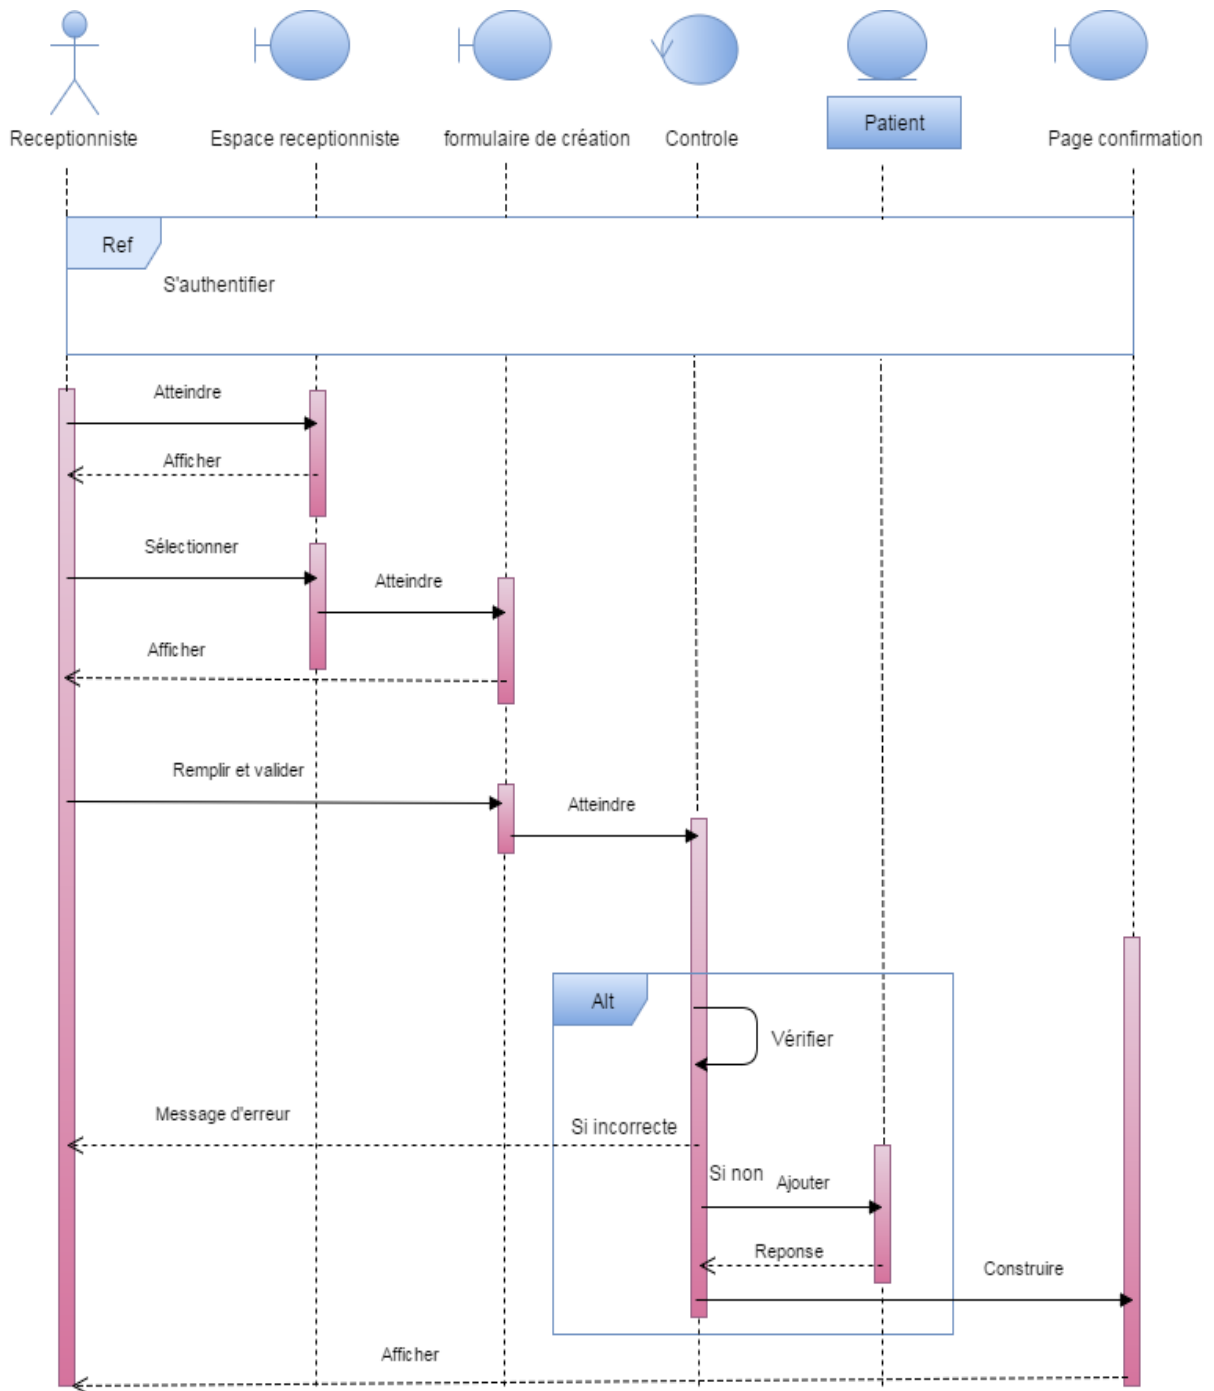 Receptionniste
Espace receptionniste
formulaire de création
Controle
Patient
Page confirmation
Ref
S'authentifier
Atteindre
Afficher
Sélectionner
Atteindre
Afficher
Remplir et valider
Atteindre
Alt
Vérifier
Message d'erreur
Si incorrecte
Si non
Ajouter
Reponse
Construire
Afficher